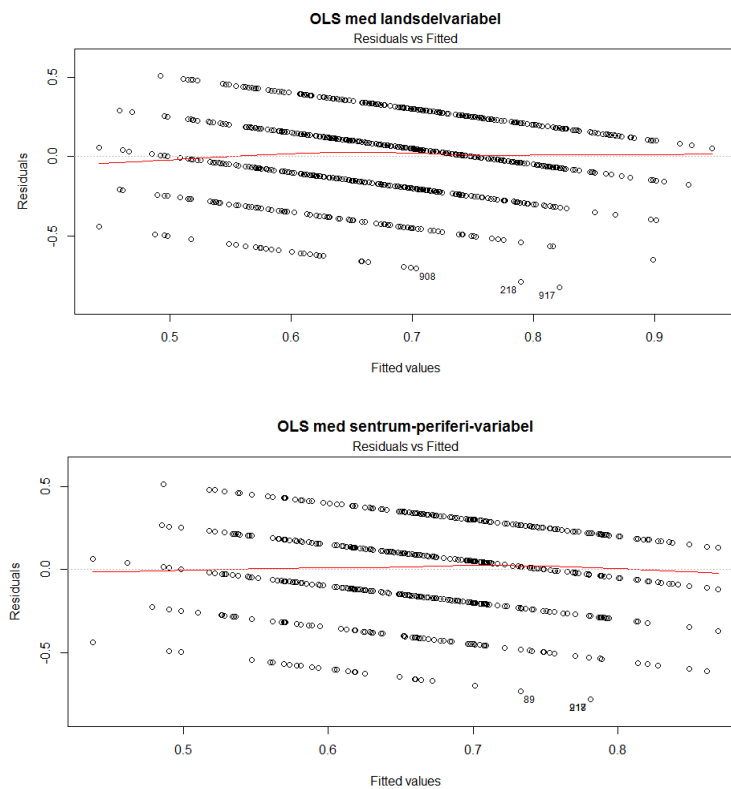 OLS med landsdelvariabel
Residuals vs Fitted
0.5
0.0
-0.5
Residuals
908
218
917
0.5
0.6
0.7
0.8
0.9
Fitted values
OLS med sentrum-periferi-variabel
Residuals vs Fitted
0.5
0.0
-0.5
Residuals
89
0.5
0.6
0.7
0.8
Fitted values